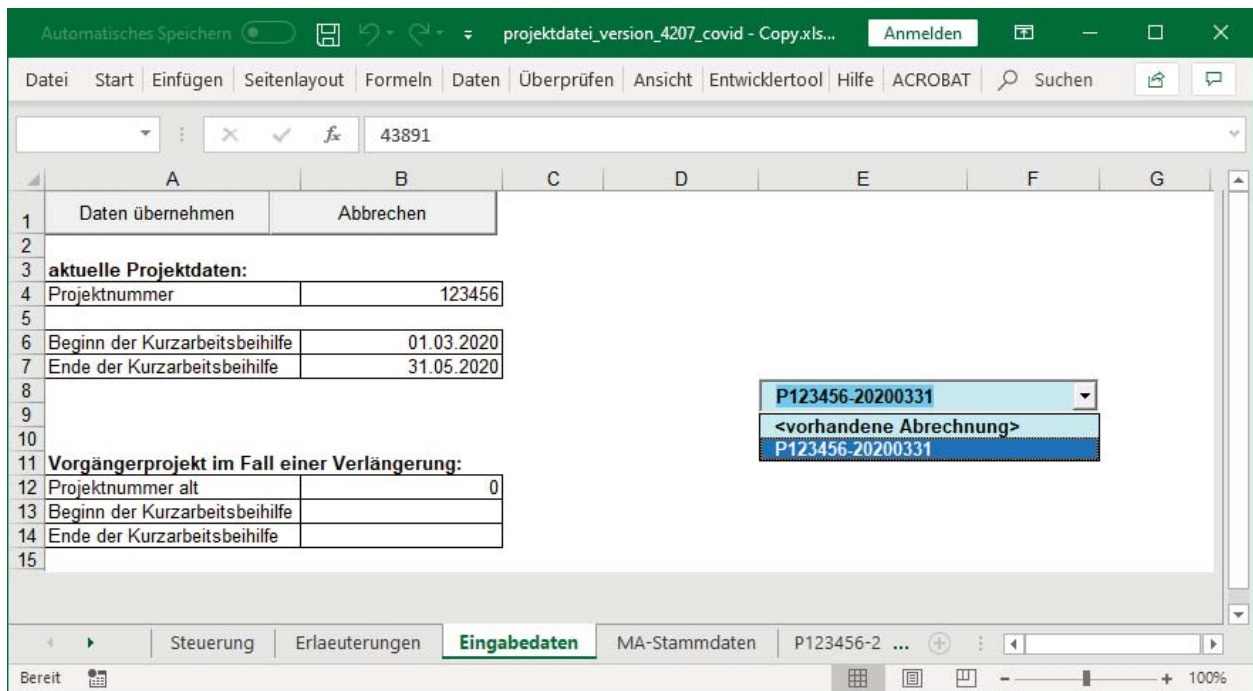 Automatisches Speichern projektdatei_version_4207_covid - Copy.xls... Anmelden
Datei Start Einfügen Seitenlayout Formeln Daten Überprüfen Ansicht Entwicklertool Hilfe ACROBAT Suchen
fx 43891
A B C D E F G
1 Daten übernehmen Abbrechen
2
3 aktuelle Projektdaten:
4 Projektnummer 123456
5
6 Beginn der Kurzarbeitsbeihilfe 01.03.2020
7 Ende der Kurzarbeitsbeihilfe 31.05.2020
8 P123456-20200331
9 <vorhandene Abrechnung>
10 P123456-20200331
11 Vorgängerprojekt im Fall einer Verlängerung:
12 Projektnummer alt 0
13 Beginn der Kurzarbeitsbeihilfe
14 Ende der Kurzarbeitsbeihilfe
15
Steuerung Erlaeuterungen Eingabedaten MA-Stammdaten P123456-2 ...
Bereit 100%